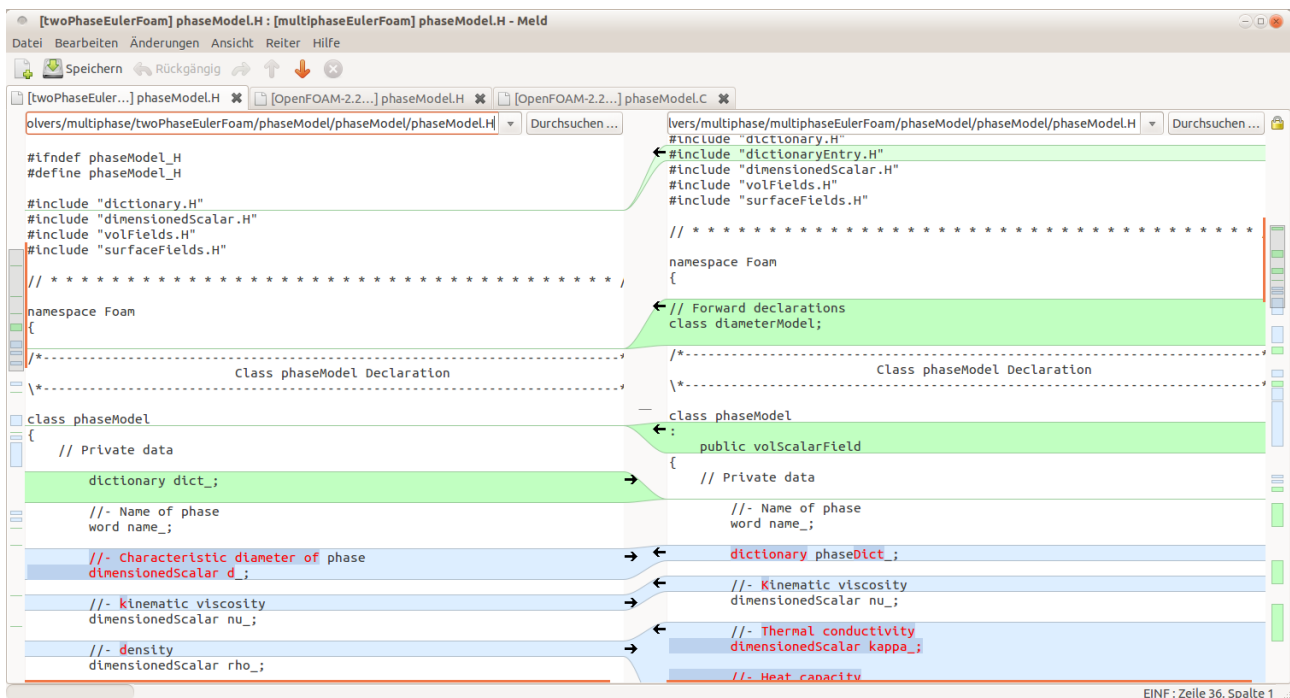 [twoPhaseEulerFoam] phaseModel.H : [multiphaseEulerFoam] phaseModel.H - Meld
Datei Bearbeiten Änderungen Ansicht Reiter Hilfe
Speichern Rückgängig
[twoPhaseEuler...] phaseModel.H [OpenFOAM-2.2...] phaseModel.H [OpenFOAM-2.2...] phaseModel.C
olvers/multiphase/twoPhaseEulerFoam/phaseModel/phaseModel/phaseModel.H Durchsuchen ...
#ifndef phaseModel_H
#define phaseModel_H
#include "dictionary.H"
#include "dimensionedScalar.H"
#include "volFields.H"
#include "surfaceFields.H"
// * * * * * * * * * * * * * * * * * * * * * * * * * * * * * * * * * * * * * /
namespace Foam
{
/*---------------------------------------------------------------------------*
Class phaseModel Declaration
\*---------------------------------------------------------------------------*
class phaseModel
{
// Private data
dictionary dict_;
//- Name of phase
word name_;
//- Characteristic diameter of phase
dimensionedScalar d_;
//- kinematic viscosity
dimensionedScalar nu_;
//- density
dimensionedScalar rho_;
lvers/multiphase/multiphaseEulerFoam/phaseModel/phaseModel/phaseModel.H Durchsuchen ...
#include "dictionary.H"
#include "dictionaryEntry.H"
#include "dimensionedScalar.H"
#include "volFields.H"
#include "surfaceFields.H"
// * * * * * * * * * * * * * * * * * * * * * * * * * * * * * * * * * * * * *
namespace Foam
{
// Forward declarations
class diameterModel;
/*---------------------------------------------------------------------------*
Class phaseModel Declaration
\*---------------------------------------------------------------------------*
class phaseModel
:
public volScalarField
{
// Private data
//- Name of phase
word name_;
dictionary phaseDict_;
//- Kinematic viscosity
dimensionedScalar nu_;
//- Thermal conductivity
dimensionedScalar kappa_;
//- Heat capacity
EINF : Zeile 36, Spalte 1